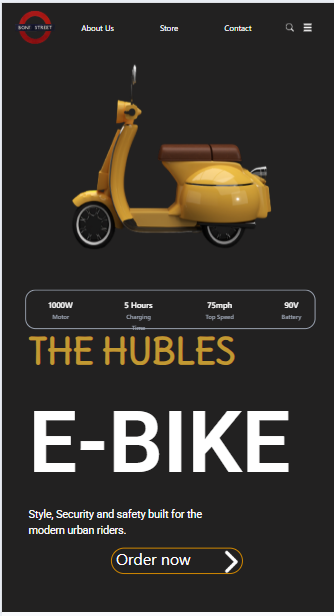 BONE STREET
About Us
Store
Contact
1000W
5 Hours
75mph
90V
Motor
Charging
Time
Top Speed
Battery
THE HUBLES
E-BIKE
Style, Security and safety built for the
modern urban riders.
Order now